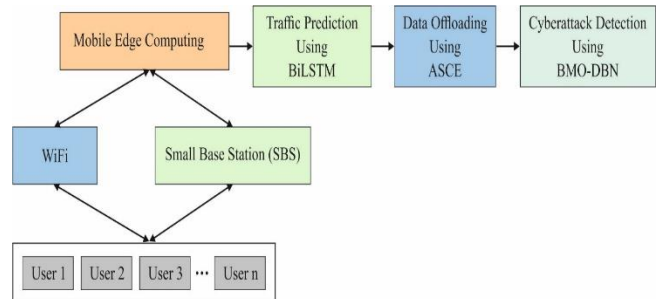 Mobile Edge Computing
Traffic Prediction
Using
BiLSTM
Data Offloading
Using
ASCE
Cyberattack Detection
Using
BMO-DBN
WiFi
Small Base Station (SBS)
User 1
User 2
User 3
...
User n